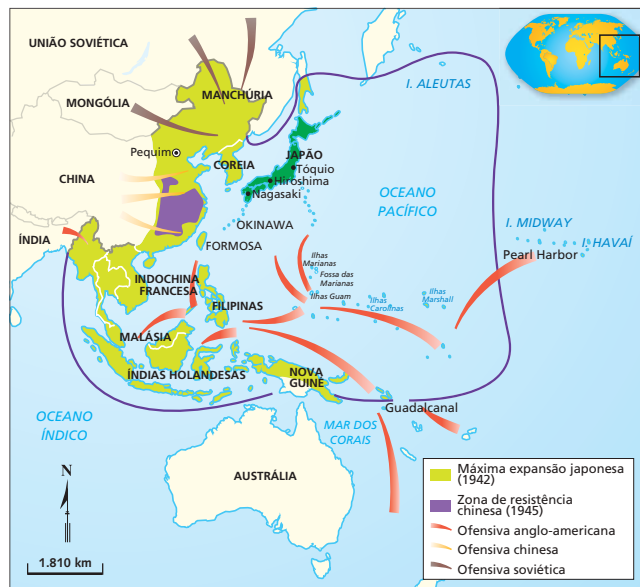 UNIÃO SOVIÉTICA
I. ALEUTAS
MONGÓLIA
MANCHÚRIA
Pequim
COREIA
JAPÃO
Tóquio
Hiroshima
Nagasaki
CHINA
OCEANO
PACÍFICO
OKINAWA
I. MIDWAY
ÍNDIA
FORMOSA
I. HAVAÍ
Pearl Harbor
Ilhas
Marianas
Fossa das
Marianas
INDOCHINA
FRANCESA
Ilhas Guam
Ilhas
Carolinas
Ilhas
Marshall
FILIPINAS
MALÁSIA
ÍNDIAS HOLANDESAS
NOVA
GUINÉ
Guadalcanal
OCEANO
ÍNDICO
MAR DOS
CORAIS
AUSTRÁLIA
N
1.810 km
Máxima expansão japonesa
(1942)
Zona de resistência
chinesa (1945)
Ofensiva anglo-americana
Ofensiva chinesa
Ofensiva soviética